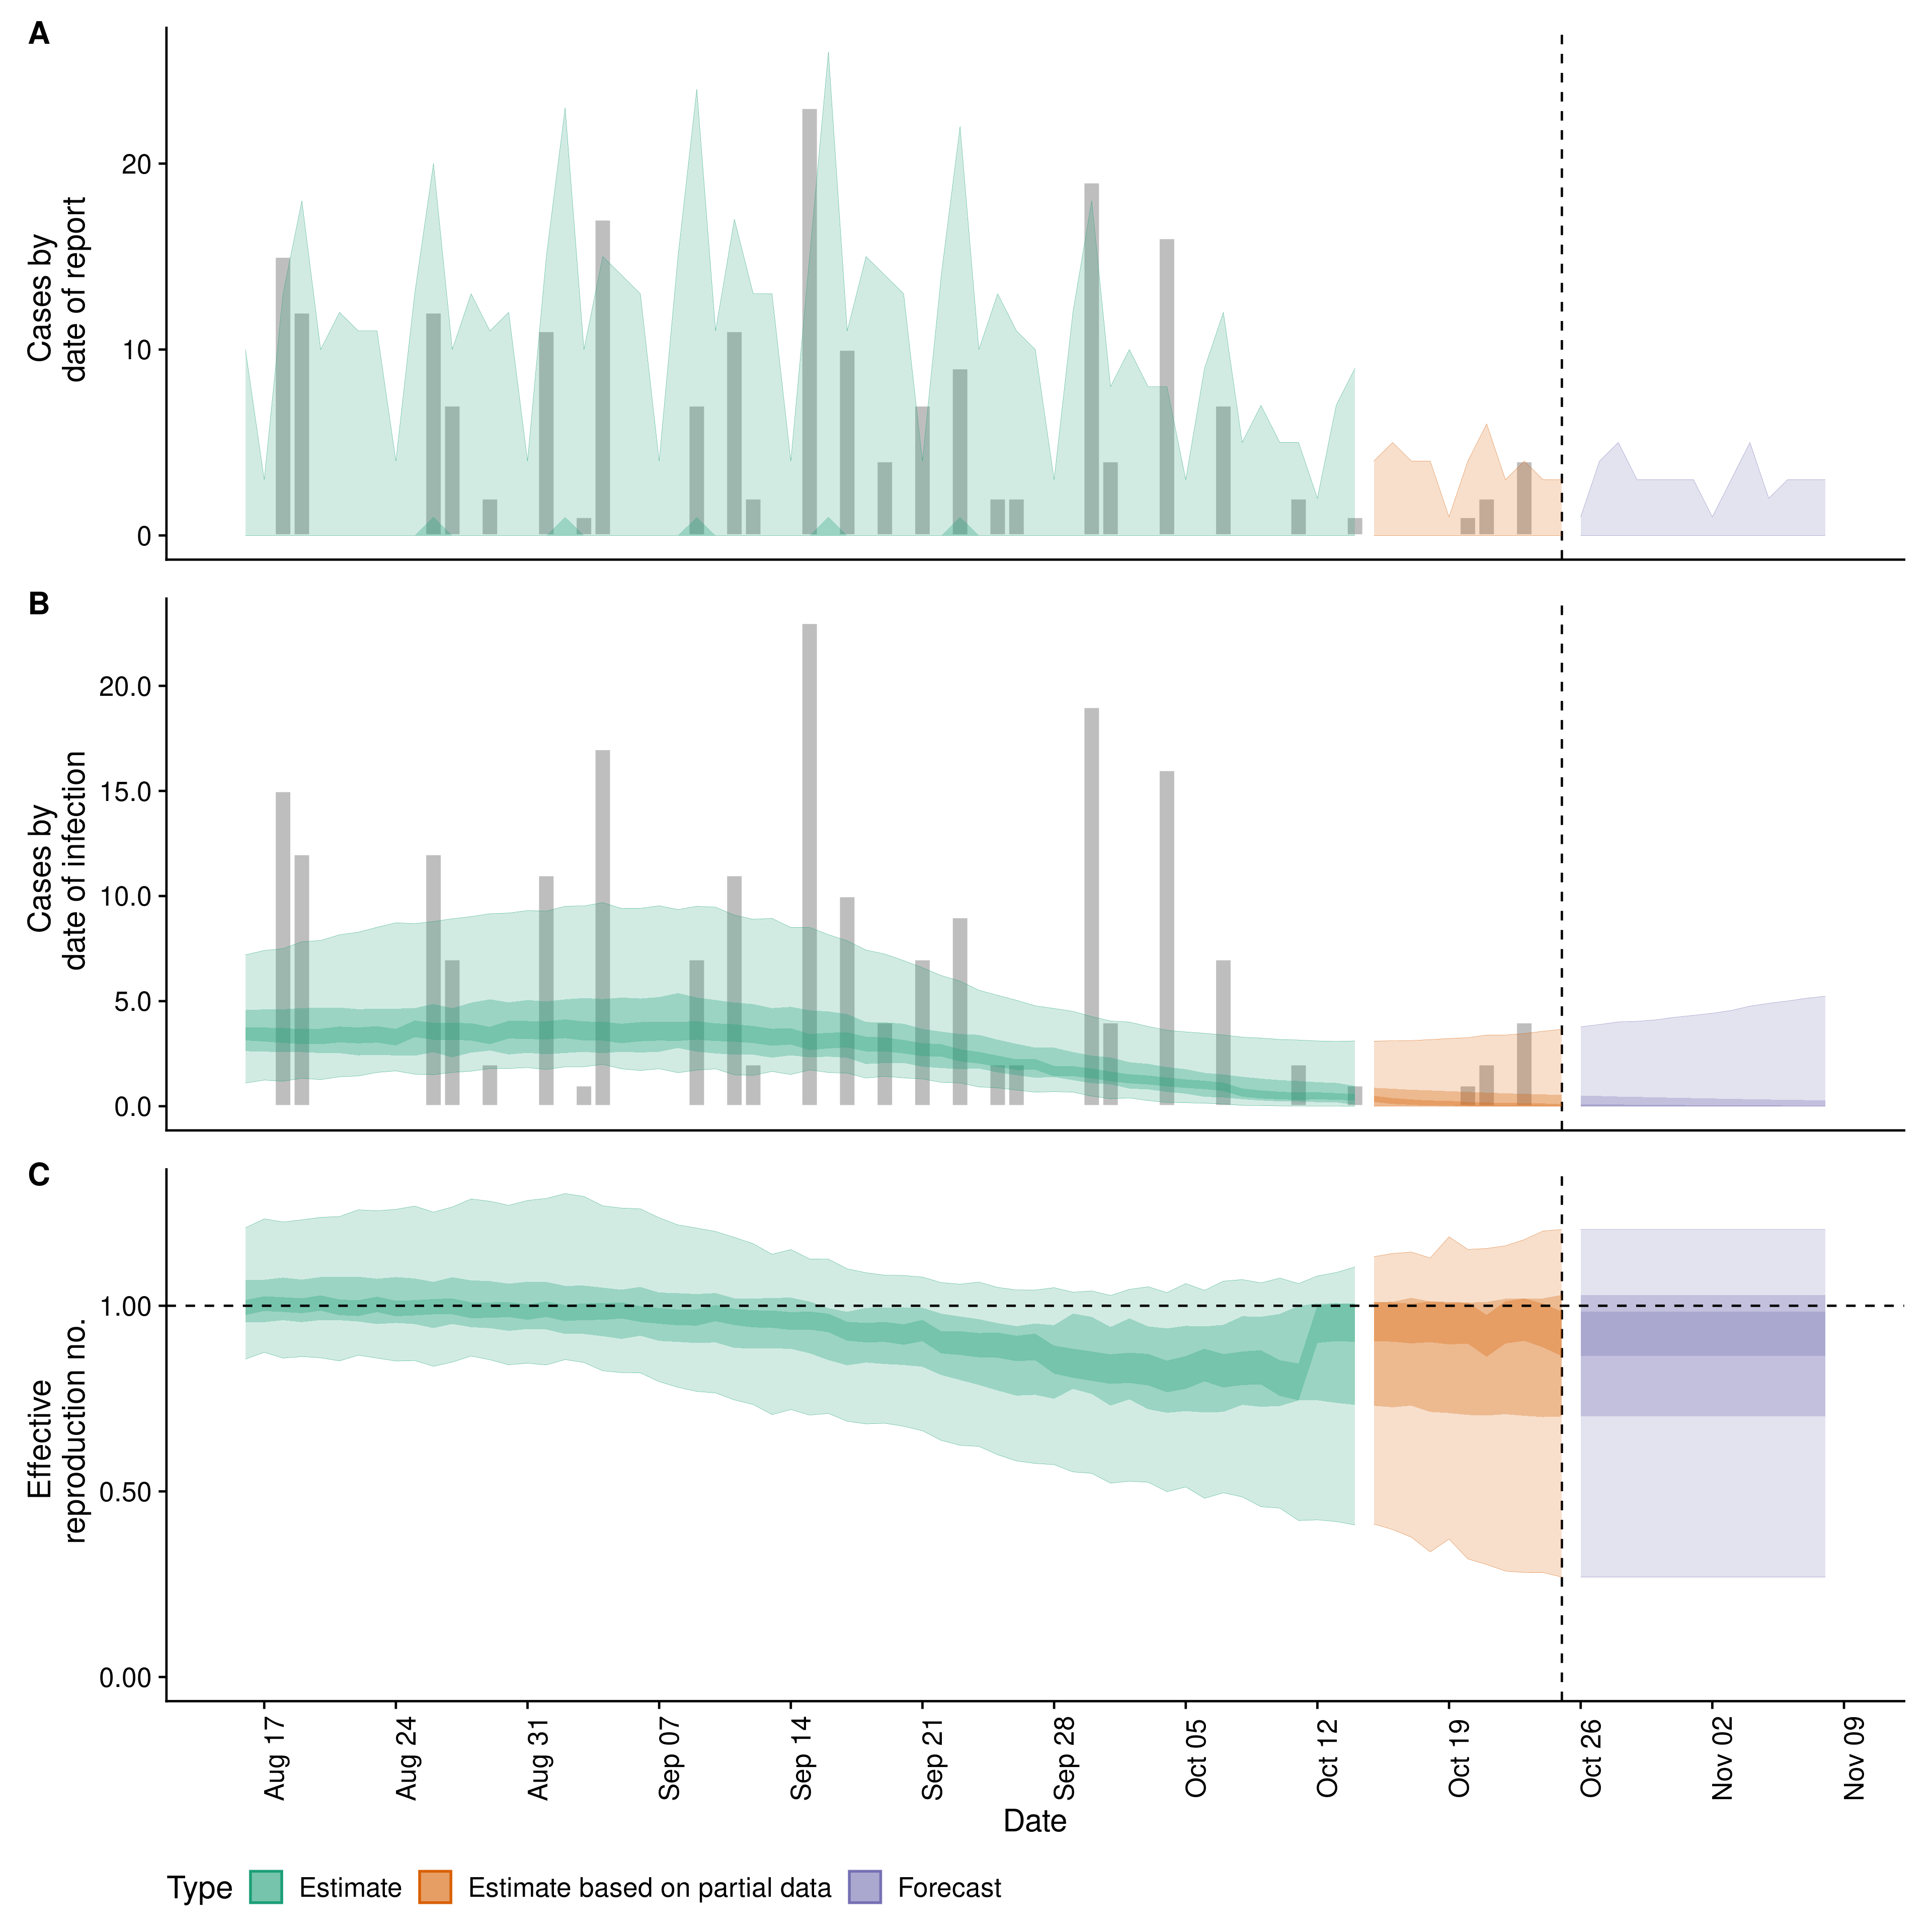 A
Cases by
date of report
20
10
0
B
Cases by
date of infection
20.0
15.0
10.0
5.0
0.0
C
Effective
reproduction no.
1.00
0.50
0.00
Aug 17
Aug 24
Aug 31
Sep 07
Sep 14
Sep 21
Sep 28
Oct 05
Oct 12
Oct 19
Oct 26
Nov 02
Nov 09
Date
Type Estimate Estimate based on partial data Forecast